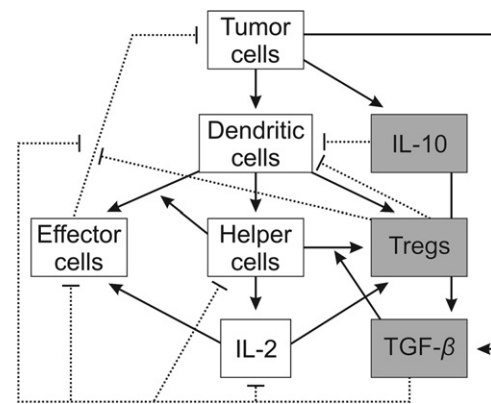 Tumor
cells
Dendritic
cells
IL-10
Effector
cells
Helper
cells
Tregs
IL-2
TGF-β